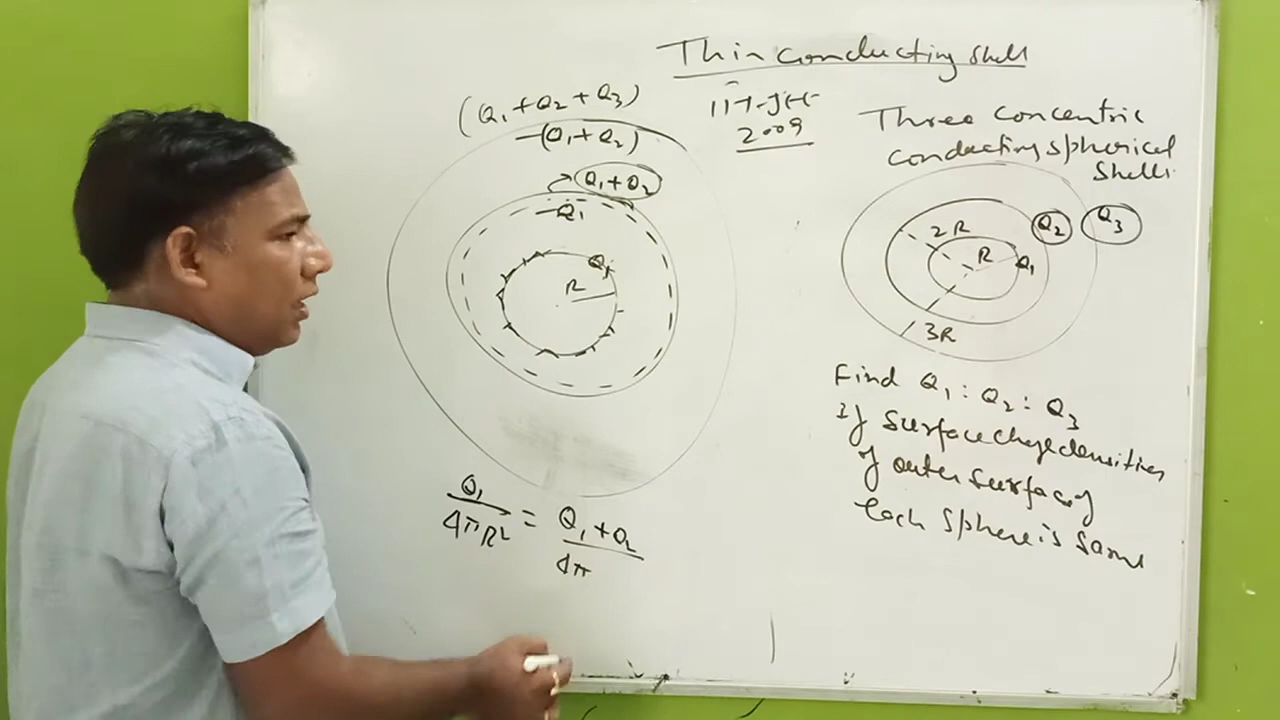 Thin conducting shell
IIT-JEE
2009
(Q₁ + Q₂ + Q₃)
-(Q₁ + Q₂)
Q₁ + Q₂
-Q₁
Q₁
R
Q₁/4πR² = Q₁ + Q₂/4π
Three concentric
conducting spherical
shells.
Q₂ Q₃
2R
R Q₁
3R
Find Q₁ : Q₂ : Q₃
If surface charge densities
of outer surface of
each sphere is same